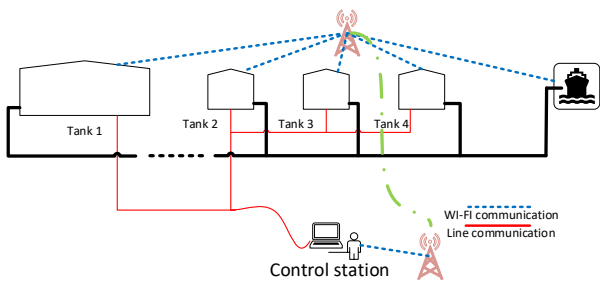 Tank 1
Tank 2
Tank 3
Tank 4
WI-FI communication
Line communication
Control station